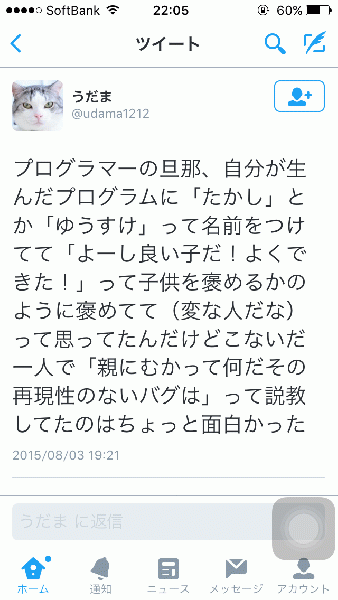 SoftBank 22:05 60%
ツイート
うだま
@udama1212
プログラマーの旦那、自分が生
んだプログラムに「たかし」と
か「ゆうすけ」って名前をつけ
てて「よーし良い子だ！よくで
きた！」って子供を褒めるかの
ように褒めてて（変な人だな）
って思ってたんだけどこないだ
一人で「親にむかって何だその
再現性のないバグは」って説教
してたのはちょっと面白かった
2015/08/03 19:21
うだま に返信
ホーム 通知 ニュース メッセージ アカウント